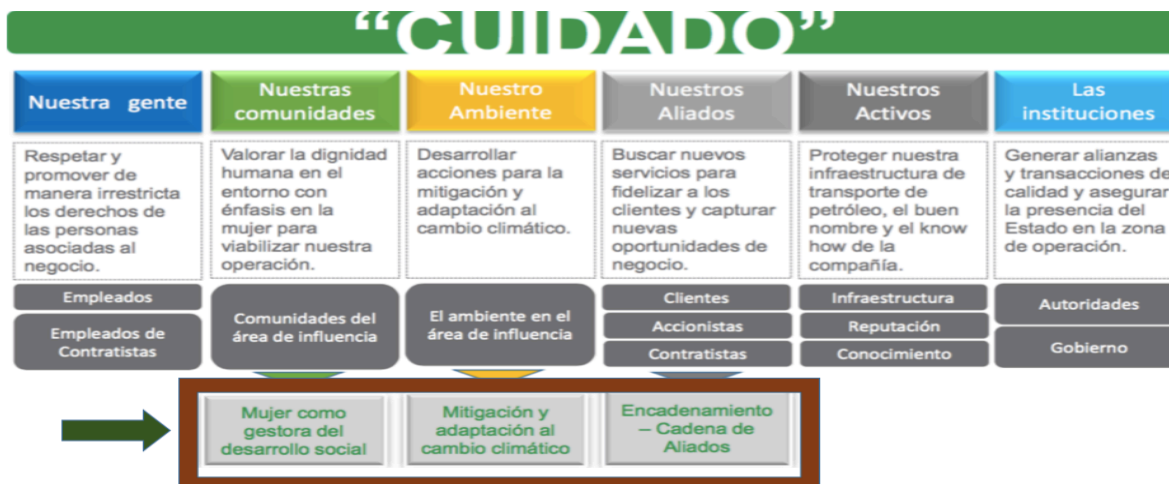 “CUIDADO”
Nuestra gente
Respetar y
promover de
manera irrestricta
los derechos de
las personas
asociadas al
negocio.
Empleados
Empleados de
Contratistas
Nuestras
comunidades
Valorar la dignidad
humana en el
entorno con
énfasis en la
mujer para
viabilizar nuestra
operación.
Comunidades del
área de influencia
Mujer como
gestora del
desarrollo social
Nuestro
Ambiente
Desarrollar
acciones para la
mitigación y
adaptación al
cambio climático.
El ambiente en el
área de influencia
Mitigación y
adaptación al
cambio climático
Nuestros
Aliados
Buscar nuevos
servicios para
fidelizar a los
clientes y capturar
nuevas
oportunidades de
negocio.
Clientes
Accionistas
Contratistas
Encadenamiento
– Cadena de
Aliados
Nuestros
Activos
Proteger nuestra
infraestructura de
transporte de
petróleo, el buen
nombre y el know
how de la
compañía.
Infraestructura
Reputación
Conocimiento
Las
instituciones
Generar alianzas
y transacciones de
calidad y asegurar
la presencia del
Estado en la zona
de operación.
Autoridades
Gobierno